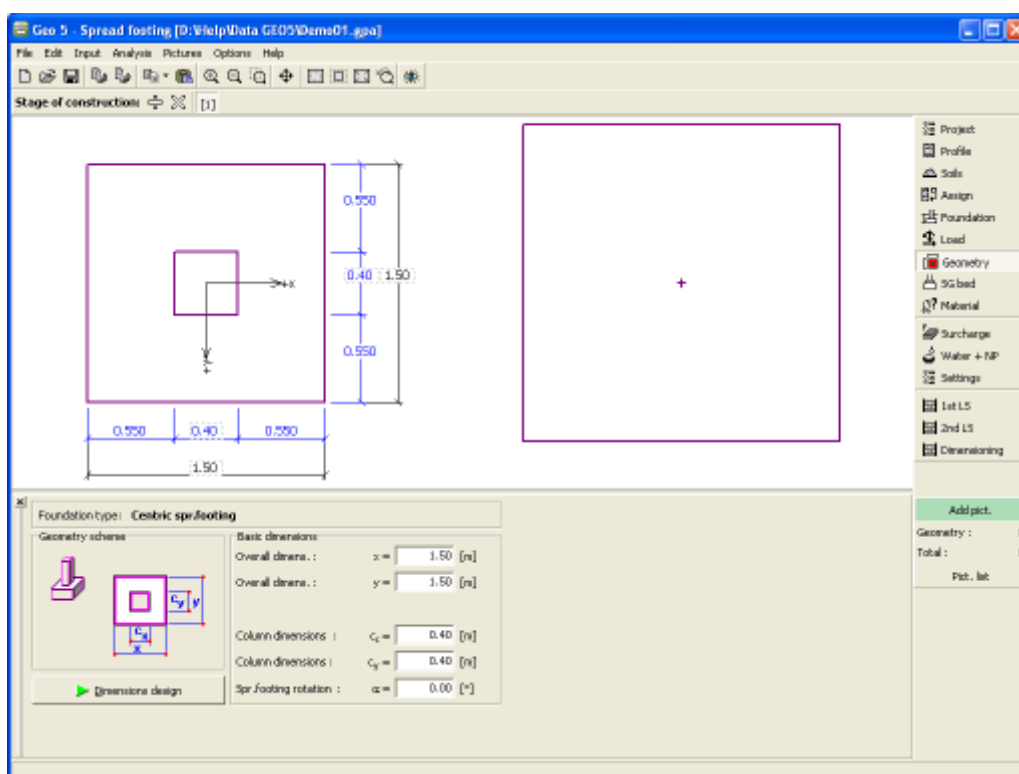 Geo 5 - Spread footing [D:\Help\Data GEO5\Demo01.gpa]
File Edit Input Analysis Pictures Options Help
Stage of construction: [1]
Project
Profile
Soils
Assign
Foundation
Load
Geometry
SG bed
Material
Surcharge
Water + NP
Settings
1st LS
2nd LS
Dimensioning
0.550
0.40 1.50
0.550
+x
+y
0.550 0.40 0.550
1.50
Foundation type: Centric spr.footing
Geometry scheme
cy y
cx
x
Dimensions design
Basic dimensions
Overall dimens. : x = 1.50 [m]
Overall dimens. : y = 1.50 [m]
Column dimensions : cx = 0.40 [m]
Column dimensions : cy = 0.40 [m]
Spr.footing rotation : α = 0.00 [°]
Add pict.
Geometry :
Total :
Pict. list